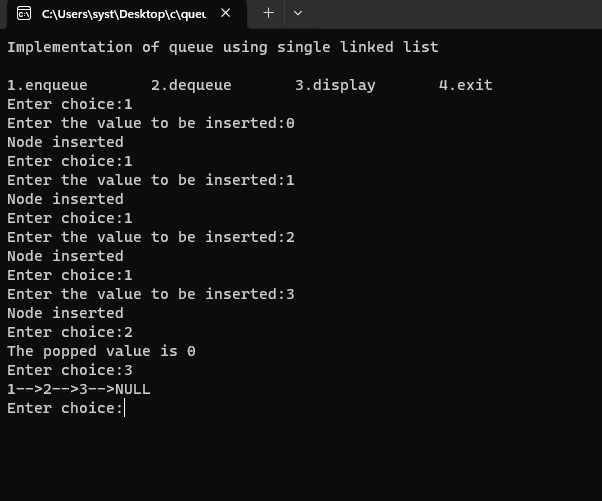 C:\Users\syst\Desktop\c\queu
Implementation of queue using single linked list
1.enqueue 2.dequeue 3.display 4.exit
Enter choice:1
Enter the value to be inserted:0
Node inserted
Enter choice:1
Enter the value to be inserted:1
Node inserted
Enter choice:1
Enter the value to be inserted:2
Node inserted
Enter choice:1
Enter the value to be inserted:3
Node inserted
Enter choice:2
The popped value is 0
Enter choice:3
1-->2-->3-->NULL
Enter choice: